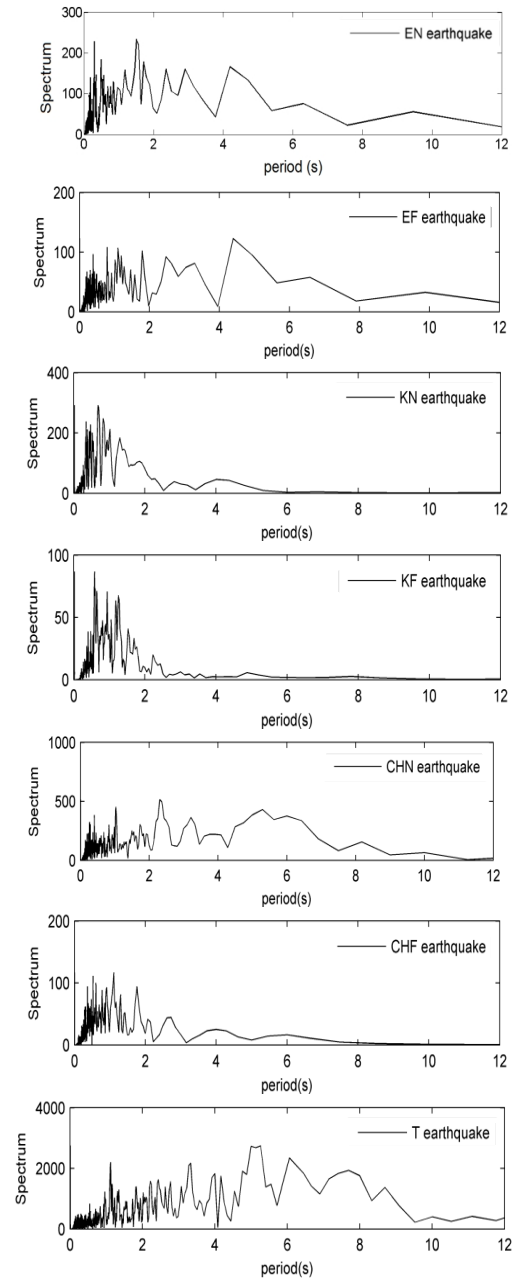 300
200
100
0
Spectrum
EN earthquake
0 2 4 6 8 10 12
period (s)
200
100
0
Spectrum
EF earthquake
0 2 4 6 8 10 12
period(s)
400
200
0
Spectrum
KN earthquake
0 2 4 6 8 10 12
period(s)
100
50
0
Spectrum
KF earthquake
0 2 4 6 8 10 12
period(s)
1000
500
0
Spectrum
CHN earthquake
0 2 4 6 8 10 12
period(s)
200
100
0
Spectrum
CHF earthquake
0 2 4 6 8 10 12
period(s)
4000
2000
0
Spectrum
T earthquake
0 2 4 6 8 10 12
period(s)